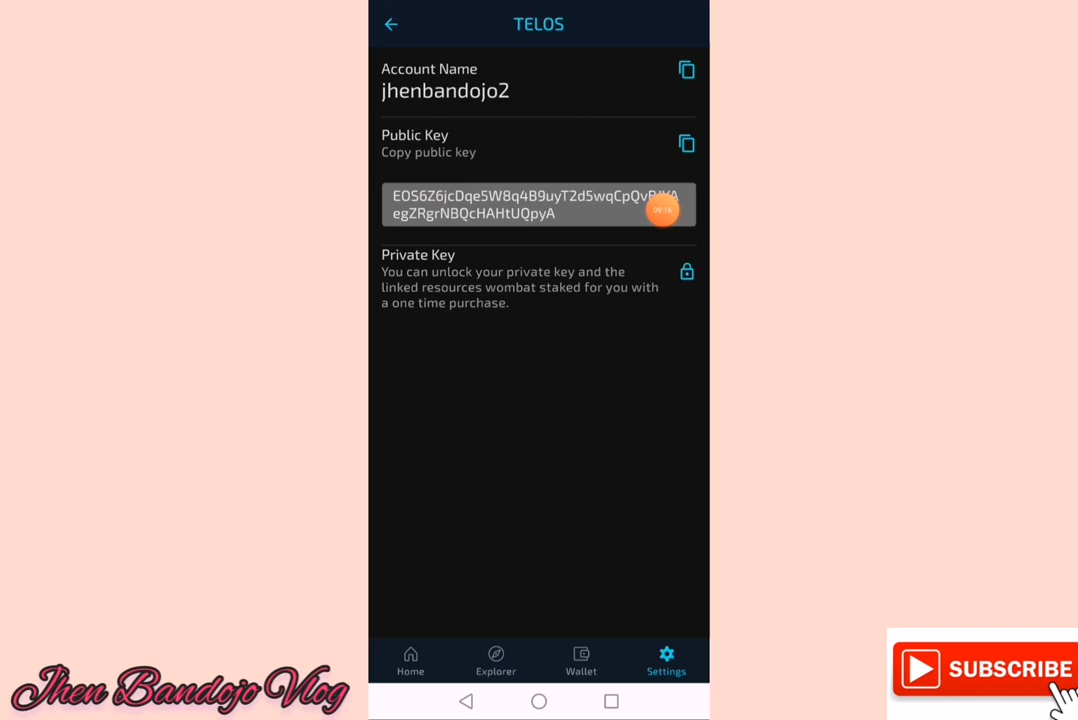 TELOS
Account Name
jhenbandojo2
Public Key
Copy public key
09:16
egZRgrNBQcHAHtUQpyA
Private Key
You can unlock your private key and the
linked resources wombat staked for you with
a one time purchase.
Home
Explorer
Wallet
Settings
Jhen Bandojo Vlog
SUBSCRIBE